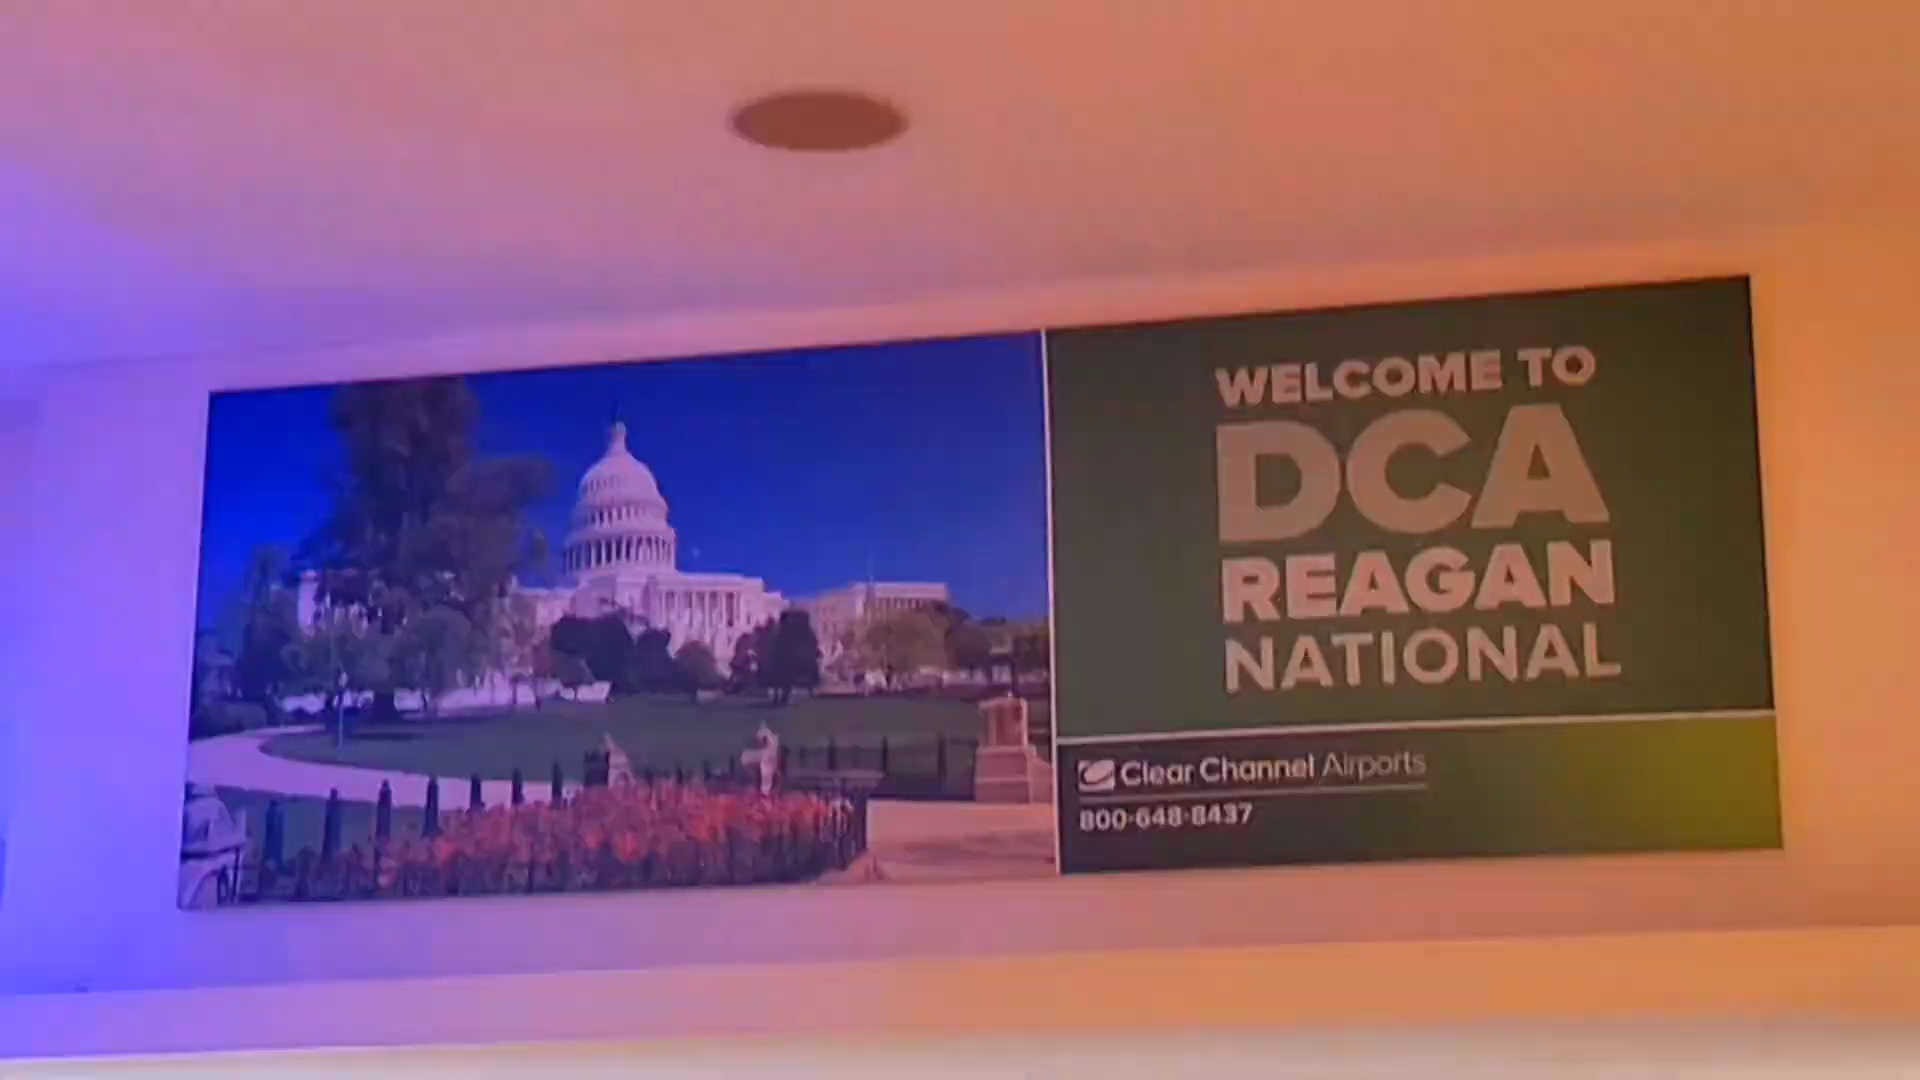 WELCOME TO
DCA
REAGAN
NATIONAL
Clear Channel Airports
800-648-8437